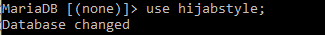 MariaDB [(none)]> use hijabstyle;
Database changed